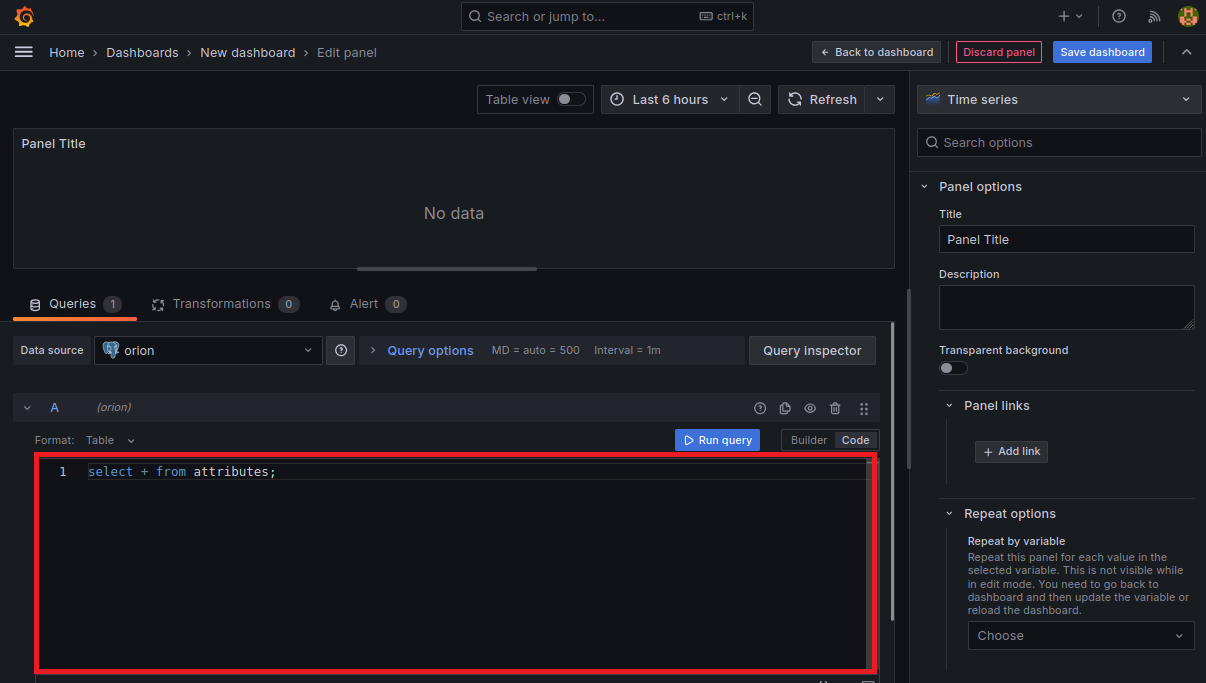 Search or jump to... ctrl+k
Home › Dashboards › New dashboard › Edit panel
Back to dashboard
Discard panel
Save dashboard
Table view
Last 6 hours
Refresh
Time series
Search options
Panel Title
No data
Panel options
Title
Panel Title
Description
Transparent background
Panel links
Add link
Repeat options
Repeat by variable
Repeat this panel for each value in the
selected variable. This is not visible while
in edit mode. You need to go back to
dashboard and then update the variable or
reload the dashboard.
Choose
Queries 1
Transformations 0
Alert 0
Data source
orion
Query options
MD = auto = 500
Interval = 1m
Query inspector
A
(orion)
Format: Table
Run query
Builder
Code
1 select + from attributes;